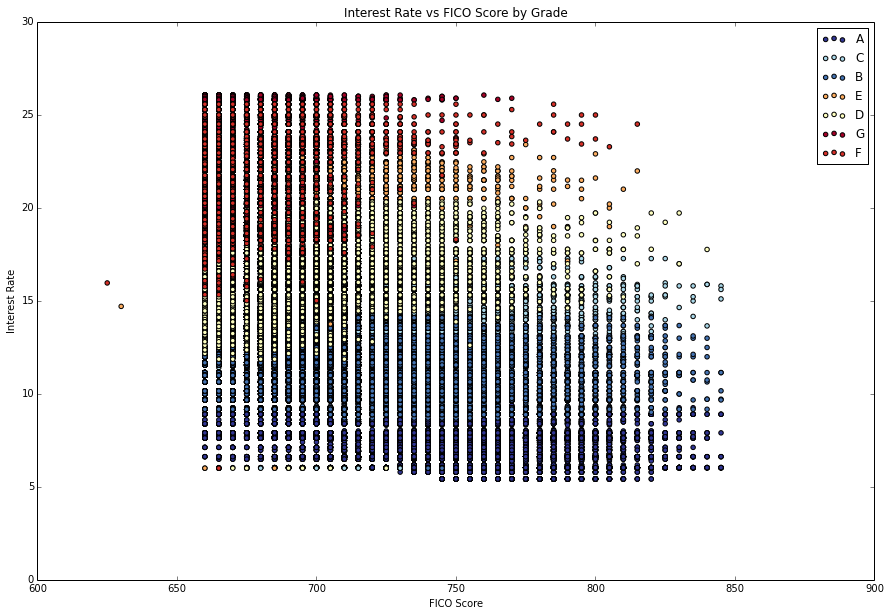 Interest Rate vs FICO Score by Grade
30
25
20
15
10
5
0
Interest Rate
A
C
B
E
D
G
F
600
650
700
750
800
850
900
FICO Score